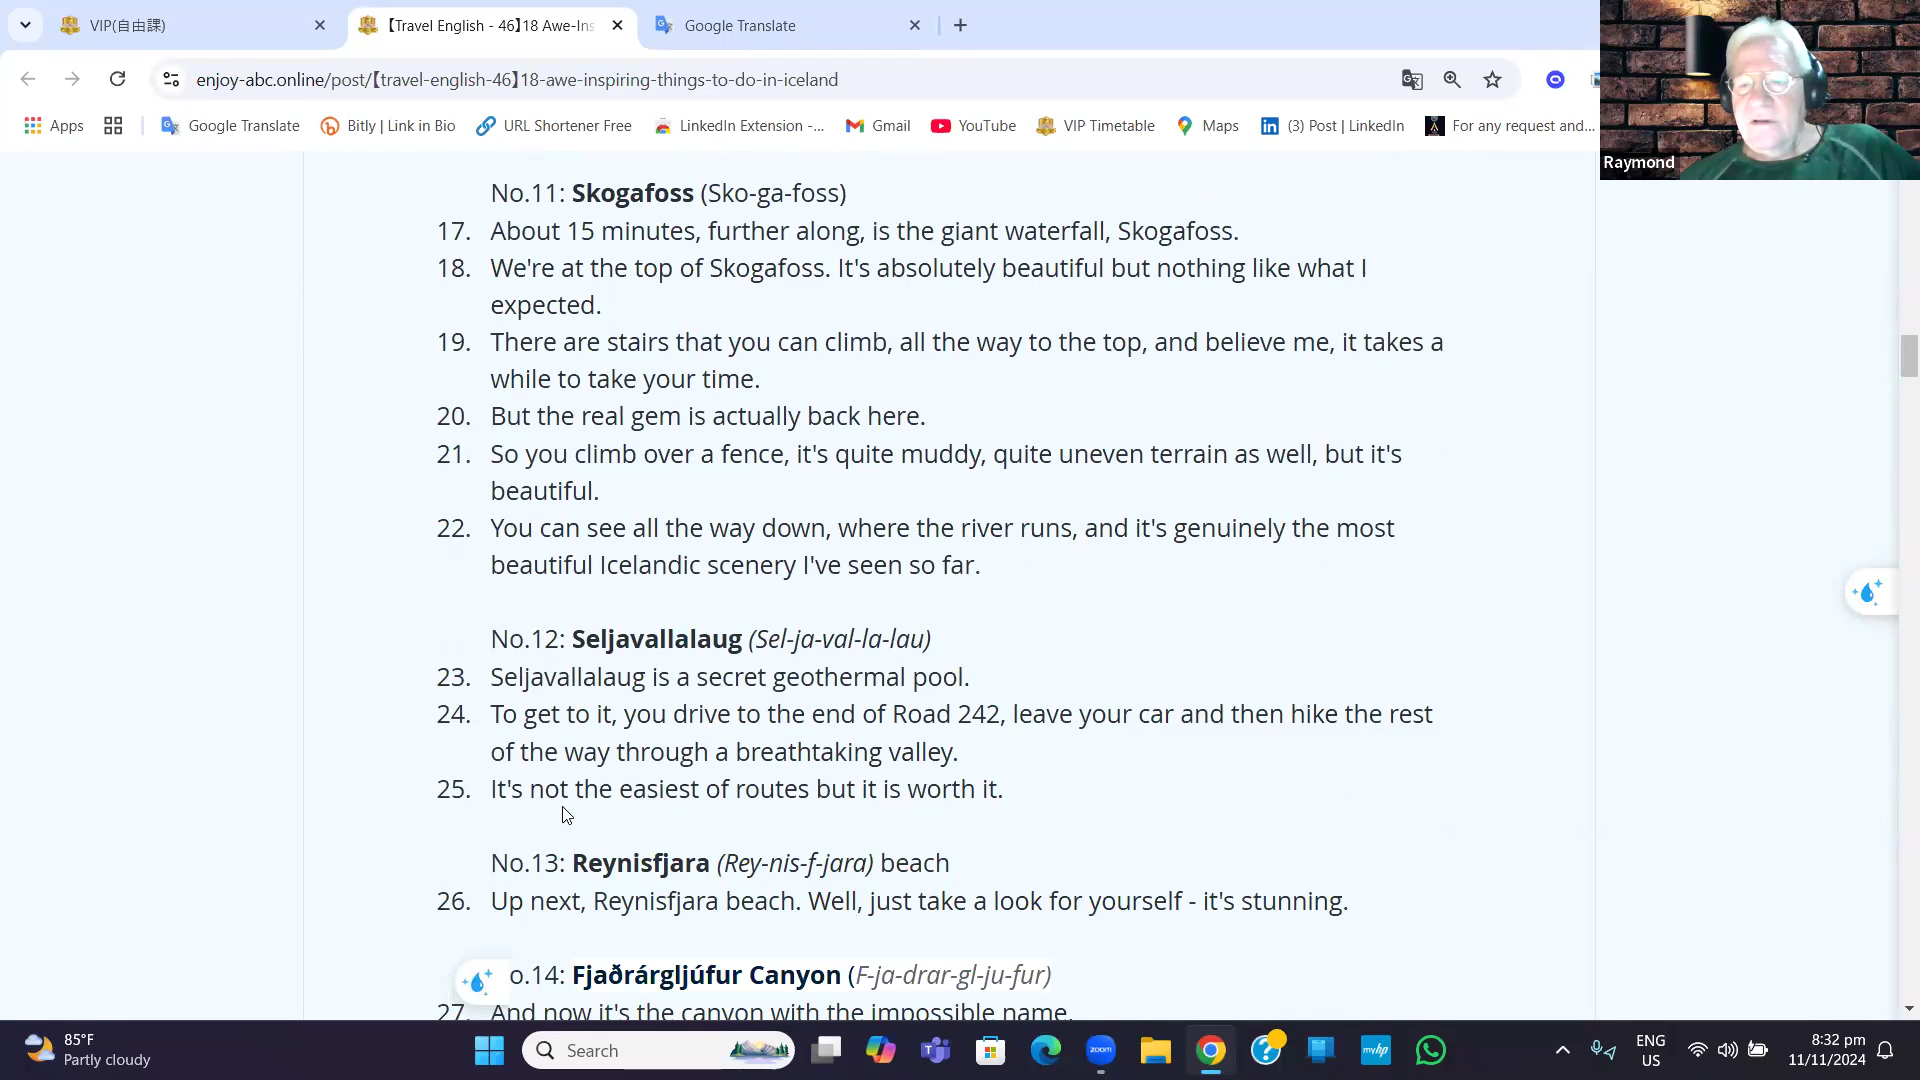 VIP(自由課)
【Travel English - 46】18 Awe-Ins
Google Translate
enjoy-abc.online/post/【travel-english-46】18-awe-inspiring-things-to-do-in-iceland
Apps
Google Translate
Bitly | Link in Bio
URL Shortener Free
LinkedIn Extension -...
Gmail
YouTube
VIP Timetable
Maps
(3) Post | LinkedIn
For any request and...
Raymond
No.11: Skogafoss (Sko-ga-foss)
17. About 15 minutes, further along, is the giant waterfall, Skogafoss.
18. We're at the top of Skogafoss. It's absolutely beautiful but nothing like what I
expected.
19. There are stairs that you can climb, all the way to the top, and believe me, it takes a
while to take your time.
20. But the real gem is actually back here.
21. So you climb over a fence, it's quite muddy, quite uneven terrain as well, but it's
beautiful.
22. You can see all the way down, where the river runs, and it's genuinely the most
beautiful Icelandic scenery I've seen so far.
No.12: Seljavallalaug (Sel-ja-val-la-lau)
23. Seljavallalaug is a secret geothermal pool.
24. To get to it, you drive to the end of Road 242, leave your car and then hike the rest
of the way through a breathtaking valley.
25. It's not the easiest of routes but it is worth it.
No.13: Reynisfjara (Rey-nis-f-jara) beach
26. Up next, Reynisfjara beach. Well, just take a look for yourself - it's stunning.
o.14: Fjaðrárgljúfur Canyon (F-ja-drar-gl-ju-fur)
27. And now it's the canyon with the impossible name.
85°F
Partly cloudy
Search
zoom
myhp
ENG
US
8:32 pm
11/11/2024